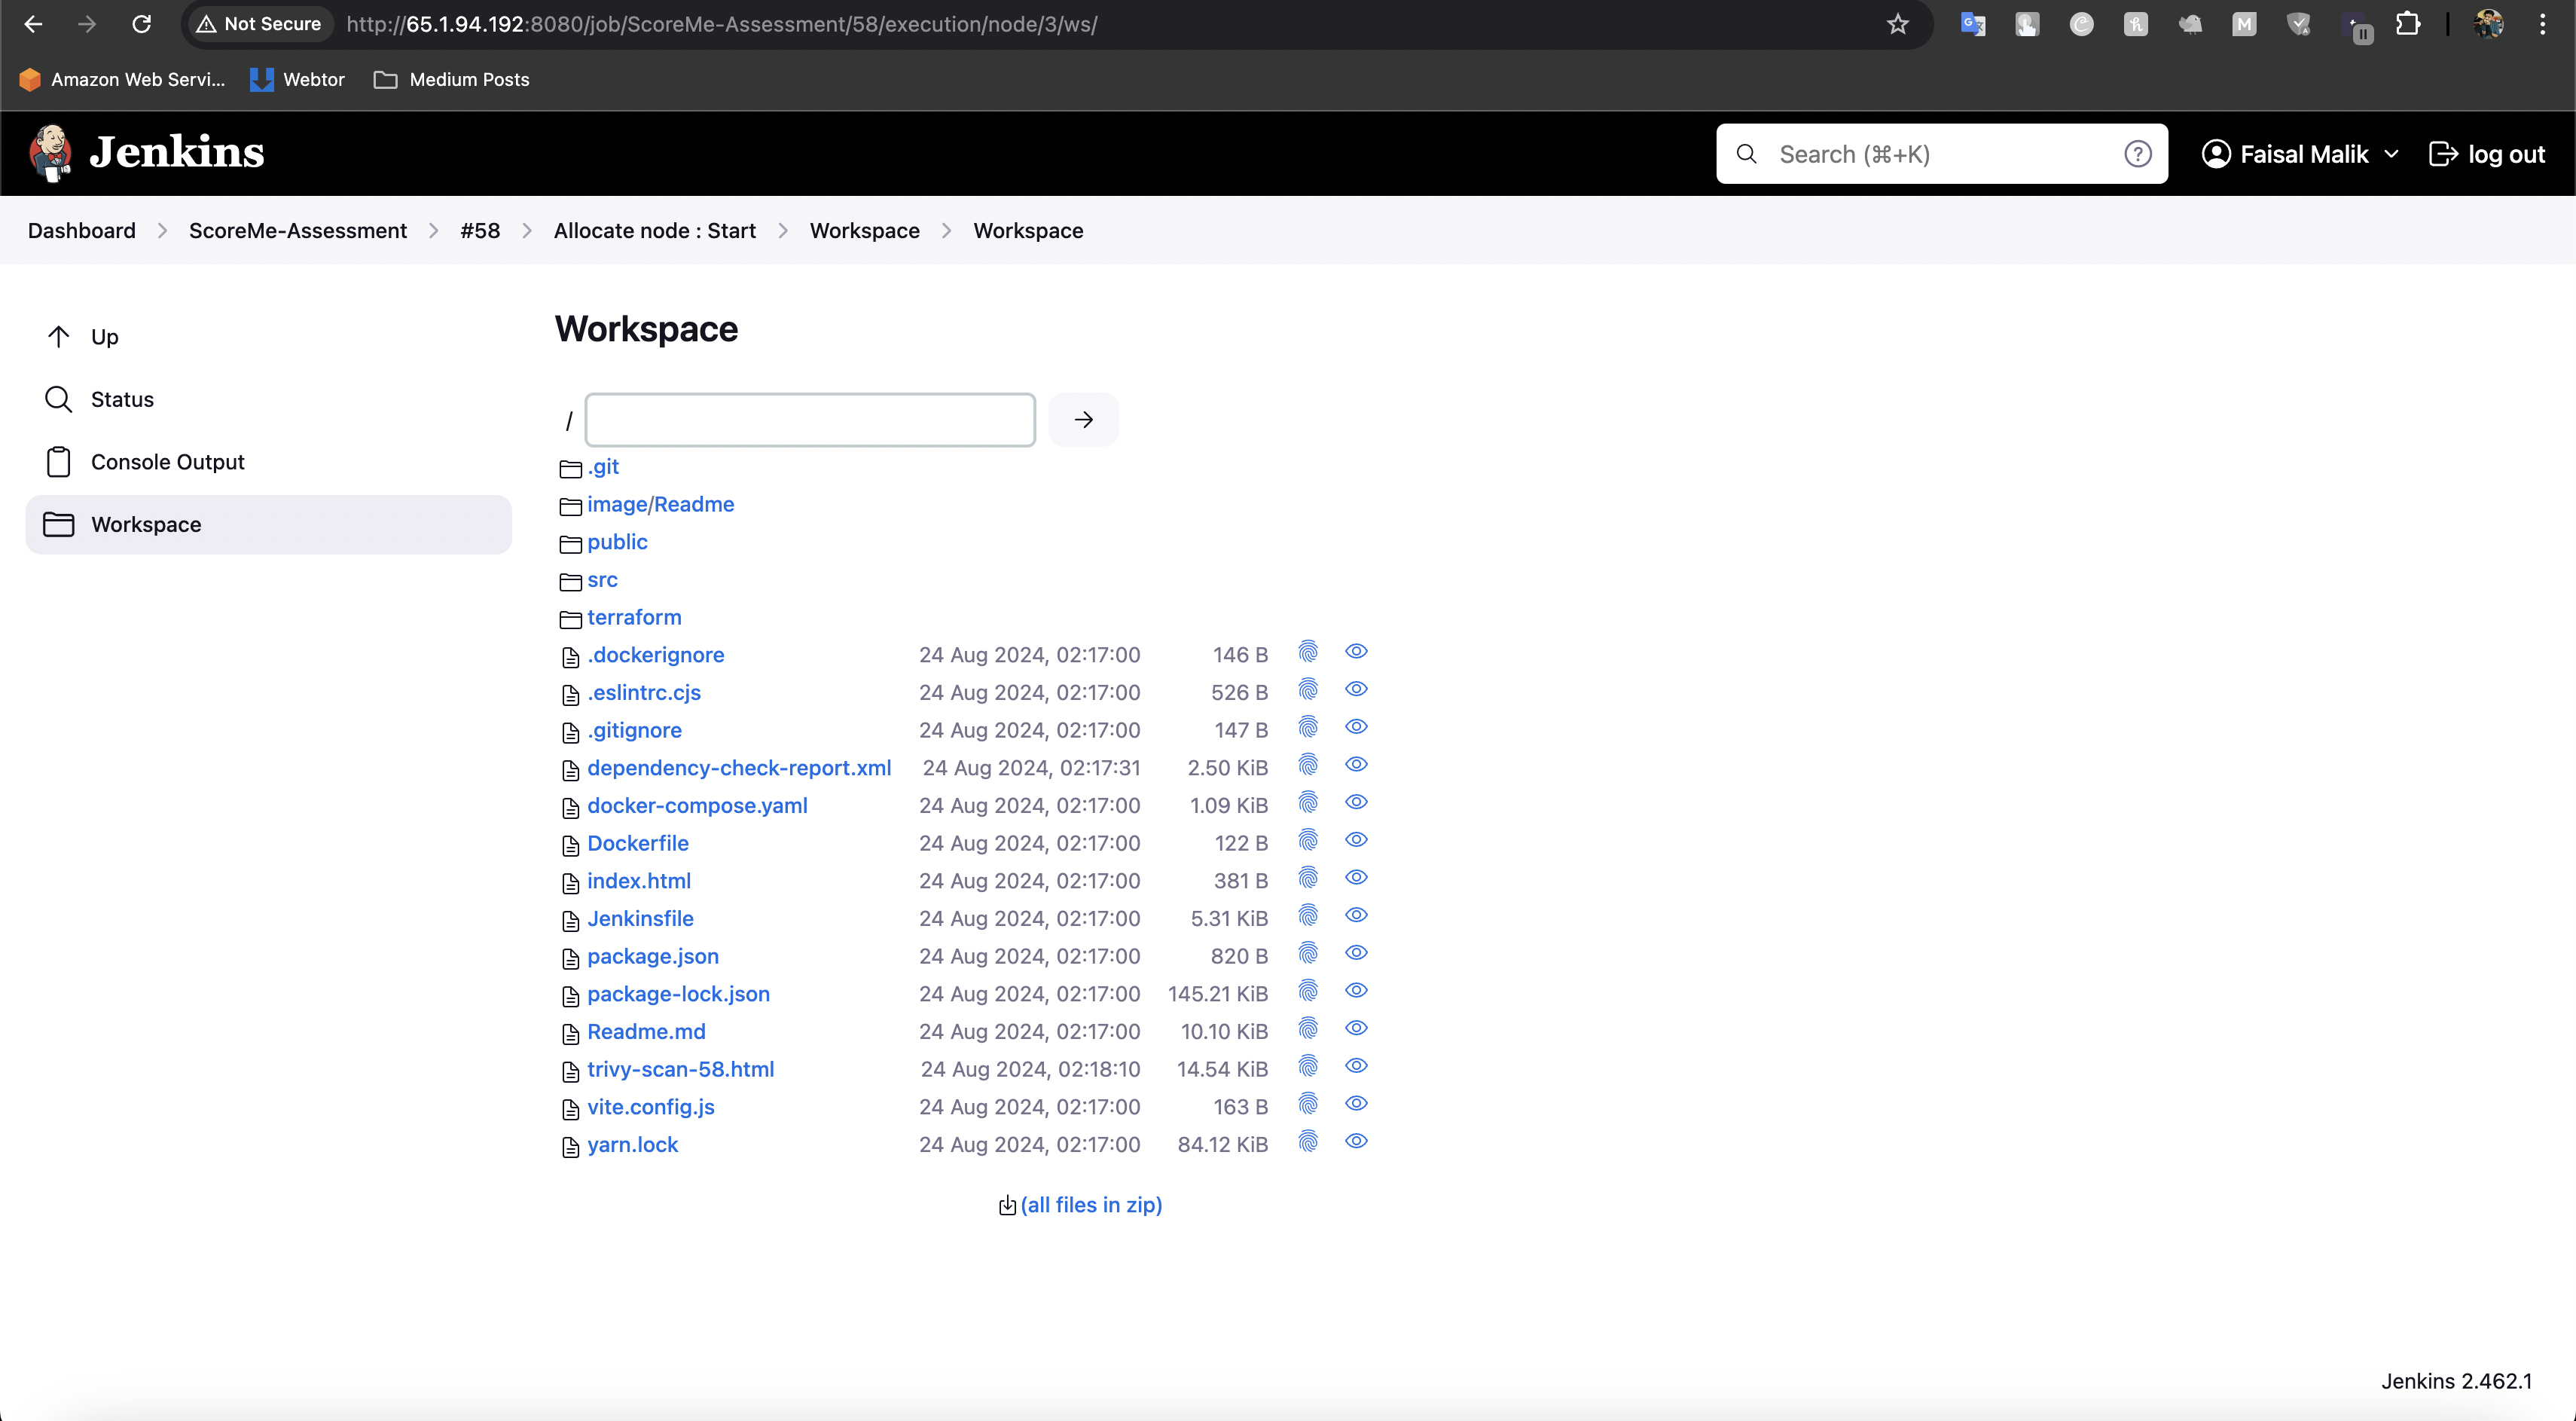 Not Secure http://65.1.94.192:8080/job/ScoreMe-Assessment/58/execution/node/3/ws/
Amazon Web Servi... Webtor Medium Posts
Jenkins Search (⌘+K) Faisal Malik log out
Dashboard ScoreMe-Assessment #58 Allocate node : Start Workspace Workspace
Up
Status
Console Output
Workspace
Workspace
/
.git
image/Readme
public
src
terraform
.dockerignore 24 Aug 2024, 02:17:00 146 B
.eslintrc.cjs 24 Aug 2024, 02:17:00 526 B
.gitignore 24 Aug 2024, 02:17:00 147 B
dependency-check-report.xml 24 Aug 2024, 02:17:31 2.50 KiB
docker-compose.yaml 24 Aug 2024, 02:17:00 1.09 KiB
Dockerfile 24 Aug 2024, 02:17:00 122 B
index.html 24 Aug 2024, 02:17:00 381 B
Jenkinsfile 24 Aug 2024, 02:17:00 5.31 KiB
package.json 24 Aug 2024, 02:17:00 820 B
package-lock.json 24 Aug 2024, 02:17:00 145.21 KiB
Readme.md 24 Aug 2024, 02:17:00 10.10 KiB
trivy-scan-58.html 24 Aug 2024, 02:18:10 14.54 KiB
vite.config.js 24 Aug 2024, 02:17:00 163 B
yarn.lock 24 Aug 2024, 02:17:00 84.12 KiB
(all files in zip)
Jenkins 2.462.1